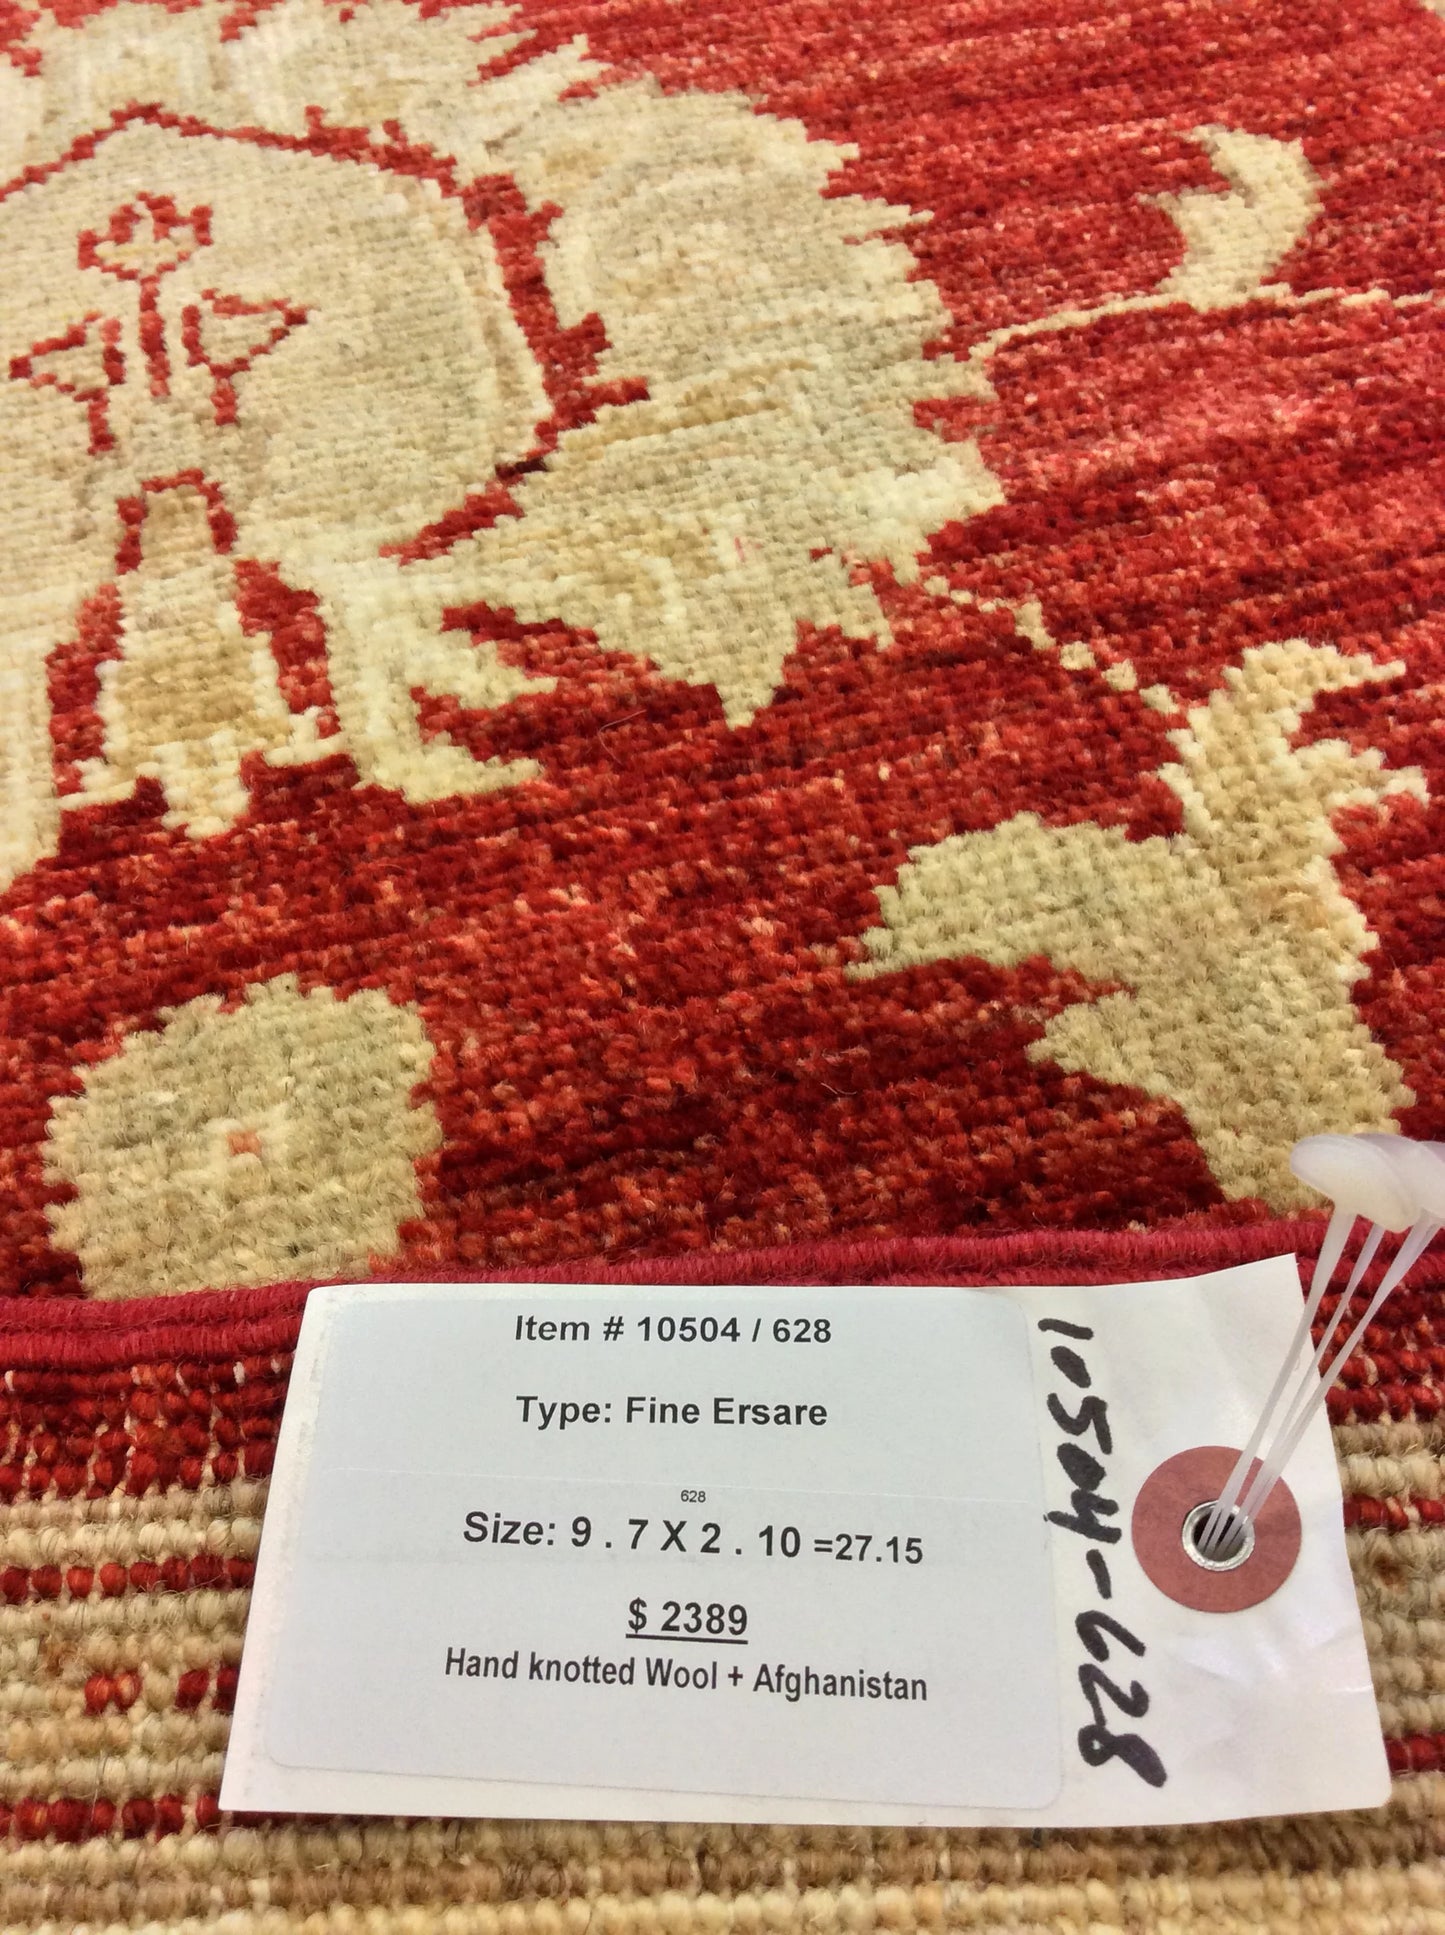 Item # 10504 / 628
Type: Fine Ersare
628
Size: 9 . 7 X 2 . 10 =27.15
$ 2389
Hand knotted Wool + Afghanistan
10504-628